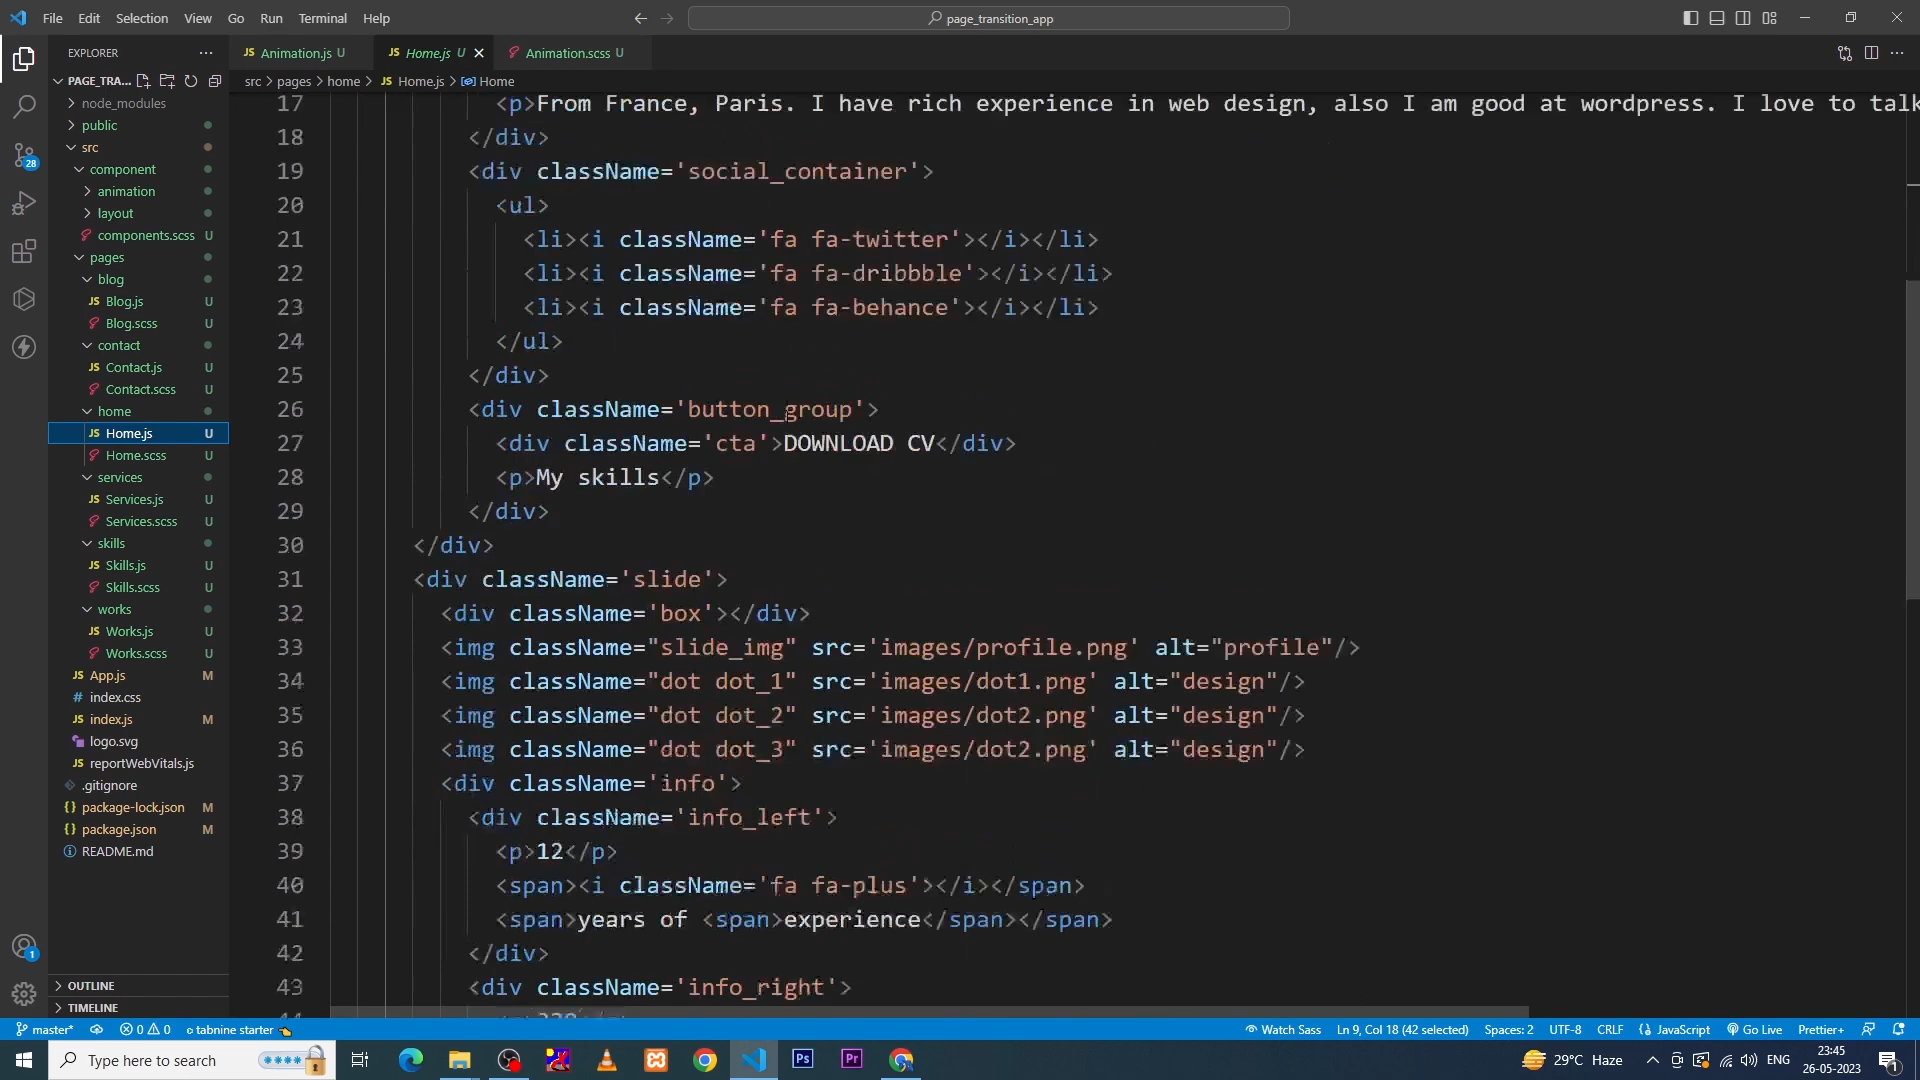 File Edit Selection View Go Run Terminal Help
page_transition_app
EXPLORER
JS Animation.js U
JS Home.js U
Animation.scss U
PAGE_TRA...
src > pages > home > JS Home.js > Home
node_modules
public
src
component
animation
layout
components.scss U
pages
blog
JS Blog.js U
Blog.scss U
contact
JS Contact.js U
Contact.scss U
home
JS Home.js U
Home.scss U
services
JS Services.js U
Services.scss U
skills
JS Skills.js U
Skills.scss U
works
JS Works.js U
Works.scss U
JS App.js M
# index.css
JS index.js M
logo.svg
JS reportWebVitals.js
.gitignore
{} package-lock.json M
{} package.json M
README.md
OUTLINE
TIMELINE
28
1
17 <p>From France, Paris. I have rich experience in web design, also I am good at wordpress. I love to talk
18 </div>
19 <div className='social_container'>
20 <ul>
21 <li><i className='fa fa-twitter'></i></li>
22 <li><i className='fa fa-dribbble'></i></li>
23 <li><i className='fa fa-behance'></i></li>
24 </ul>
25 </div>
26 <div className='button_group'>
27 <div className='cta'>DOWNLOAD CV</div>
28 <p>My skills</p>
29 </div>
30 </div>
31 <div className='slide'>
32 <div className='box'></div>
33 <img className="slide_img" src='images/profile.png' alt="profile"/>
34 <img className="dot dot_1" src='images/dot1.png' alt="design"/>
35 <img className="dot dot_2" src='images/dot2.png' alt="design"/>
36 <img className="dot dot_3" src='images/dot2.png' alt="design"/>
37 <div className='info'>
38 <div className='info_left'>
39 <p>12</p>
40 <span><i className='fa fa-plus'></i></span>
41 <span>years of <span>experience</span></span>
42 </div>
43 <div className='info_right'>
master* 0 0 tabnine starter
Watch Sass Ln 9, Col 18 (42 selected) Spaces: 2 UTF-8 CRLF {} JavaScript Go Live Prettier+
Type here to search
Ps
Pr
29°C Haze
ENG
23:45
26-05-2023
1